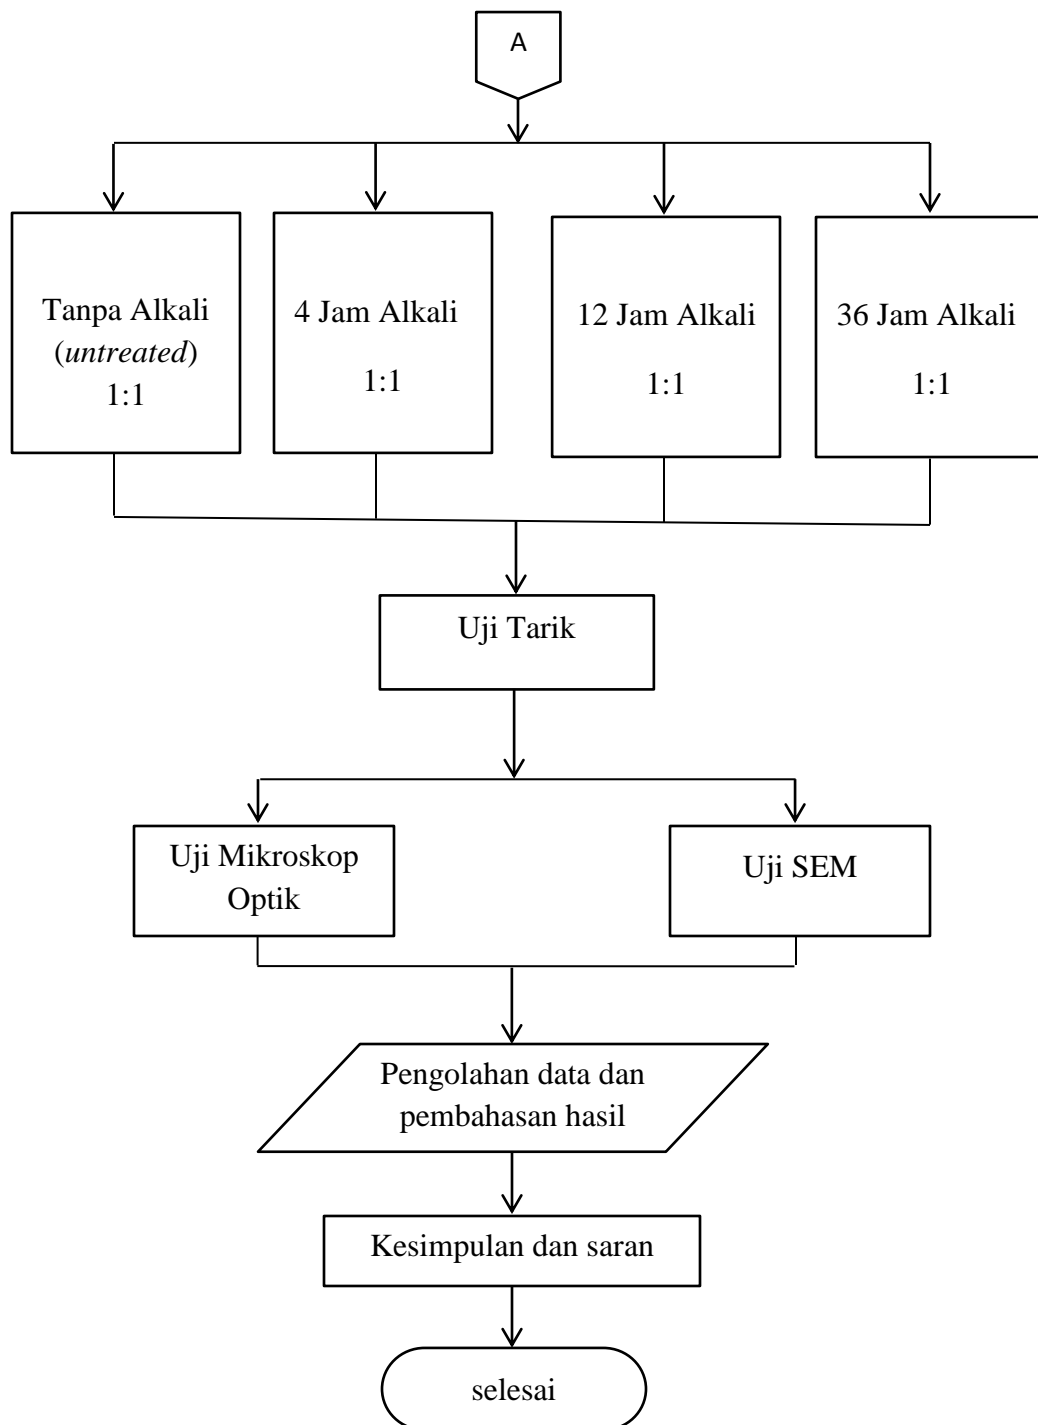 A
Tanpa Alkali
(untreated)
1:1
4 Jam Alkali
1:1
12 Jam Alkali
1:1
36 Jam Alkali
1:1
Uji Tarik
Uji Mikroskop
Optik
Uji SEM
Pengolahan data dan
pembahasan hasil
Kesimpulan dan saran
selesai